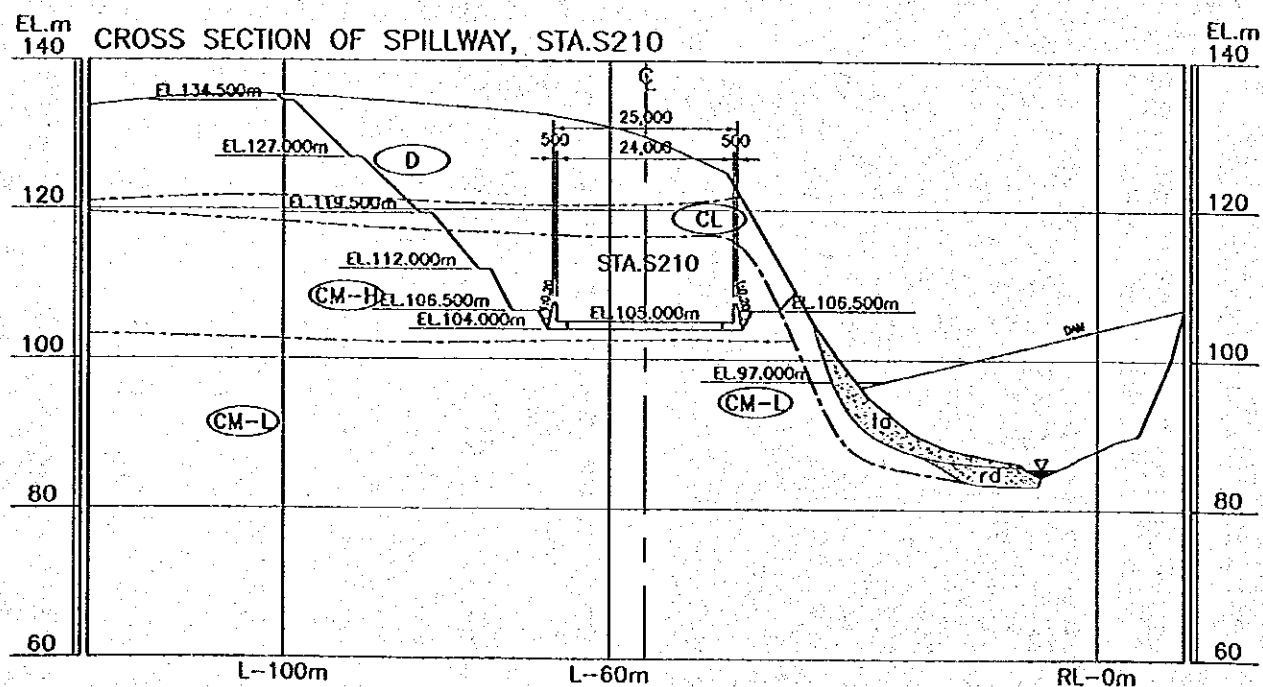 EL.m
140
CROSS SECTION OF SPILLWAY, STA.S210
EL.m
140
℄
EL.134.500m
25,000
500
500
24,000
EL.127.000m
D
120
EL.119.500m
CL
120
STA.S210
EL.112.000m
CM-H
EL.106.500m
EL.105.000m
EL.106.500m
EL.104.000m
DAM
100
100
EL.97.000m
CM-L
CM-L
rd
80
80
60
60
L--100m
L--60m
RL-0m